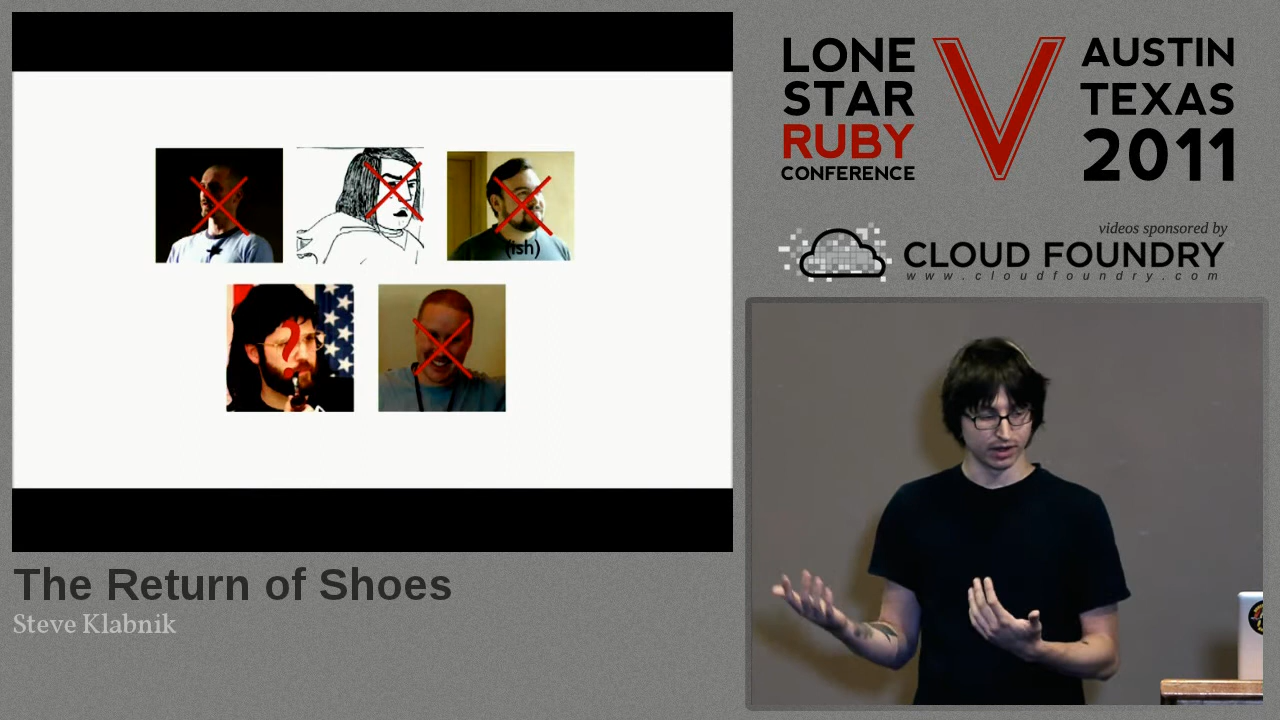 (ish)
?
The Return of Shoes
Steve Klabnik
LONE
STAR
RUBY
CONFERENCE
V
AUSTIN
TEXAS
2011
videos sponsored by
CLOUD FOUNDRY
www.cloudfoundry.com